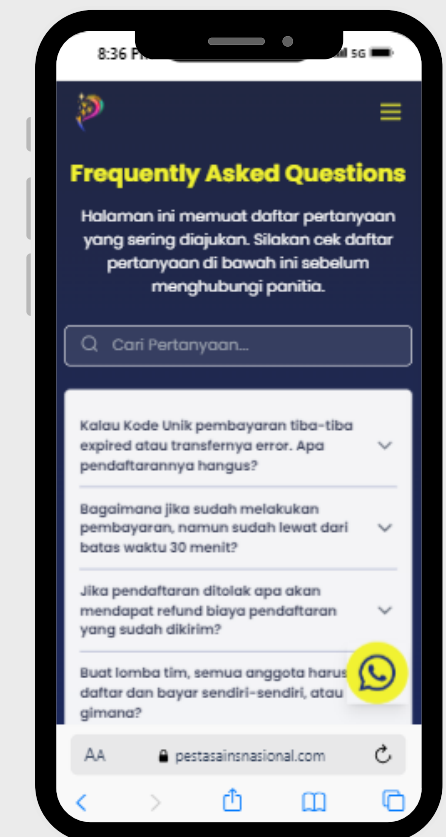 8:36 P
5G
Frequently Asked Questions
Halaman ini memuat daftar pertanyaan
yang sering diajukan. Silakan cek daftar
pertanyaan di bawah ini sebelum
menghubungi panitia.
Cari Pertanyaan...
Kalau Kode Unik pembayaran tiba-tiba
expired atau transfernya error. Apa
pendaftarannya hangus?
Bagaimana jika sudah melakukan
pembayaran, namun sudah lewat dari
batas waktu 30 menit?
Jika pendaftaran ditolak apa akan
mendapat refund biaya pendaftaran
yang sudah dikirim?
Buat lomba tim, semua anggota harus
daftar dan bayar sendiri-sendiri, atau
gimana?
AA
pestasainsnasional.com